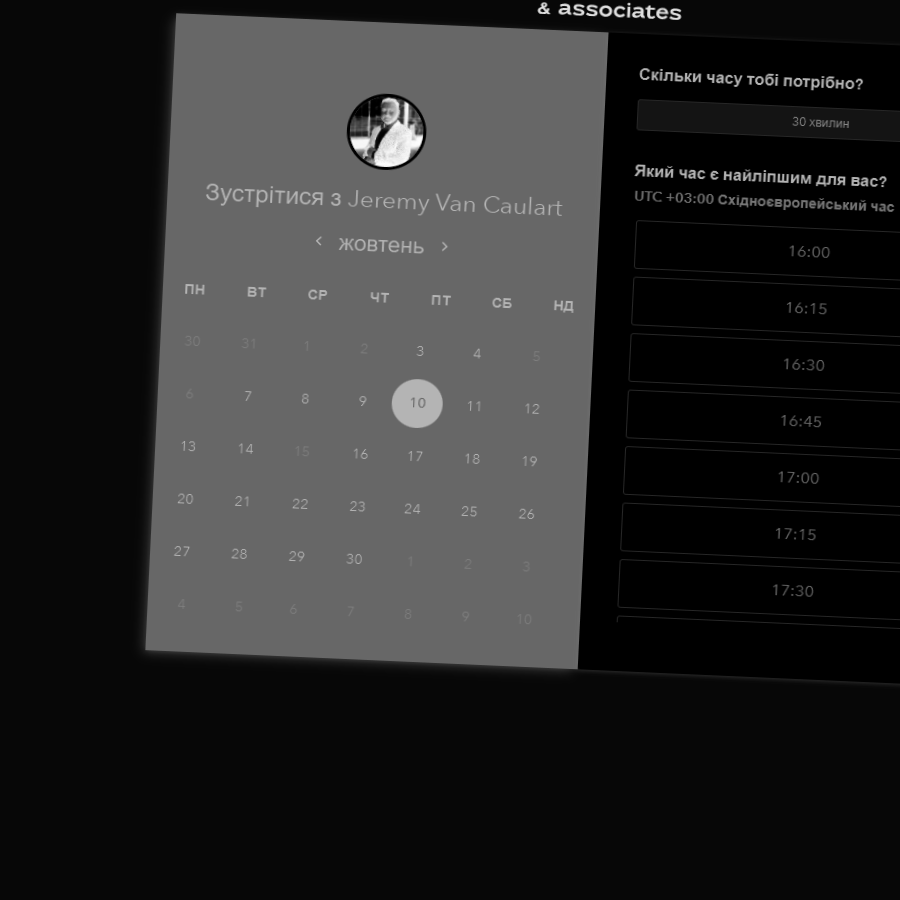 & associates
Зустрітися з Jeremy Van Caulart
жовтень
ПН ВТ СР ЧТ ПТ СБ НД
30 31 1 2 3 4 5
6 7 8 9 10 11 12
13 14 15 16 17 18 19
20 21 22 23 24 25 26
27 28 29 30 1 2 3
4 5 6 7 8 9 10
Скільки часу тобі потрібно?
30 хвилин
Який час є найліпшим для вас?
UTC +03:00 Східноєвропейський час
16:00
16:15
16:30
16:45
17:00
17:15
17:30